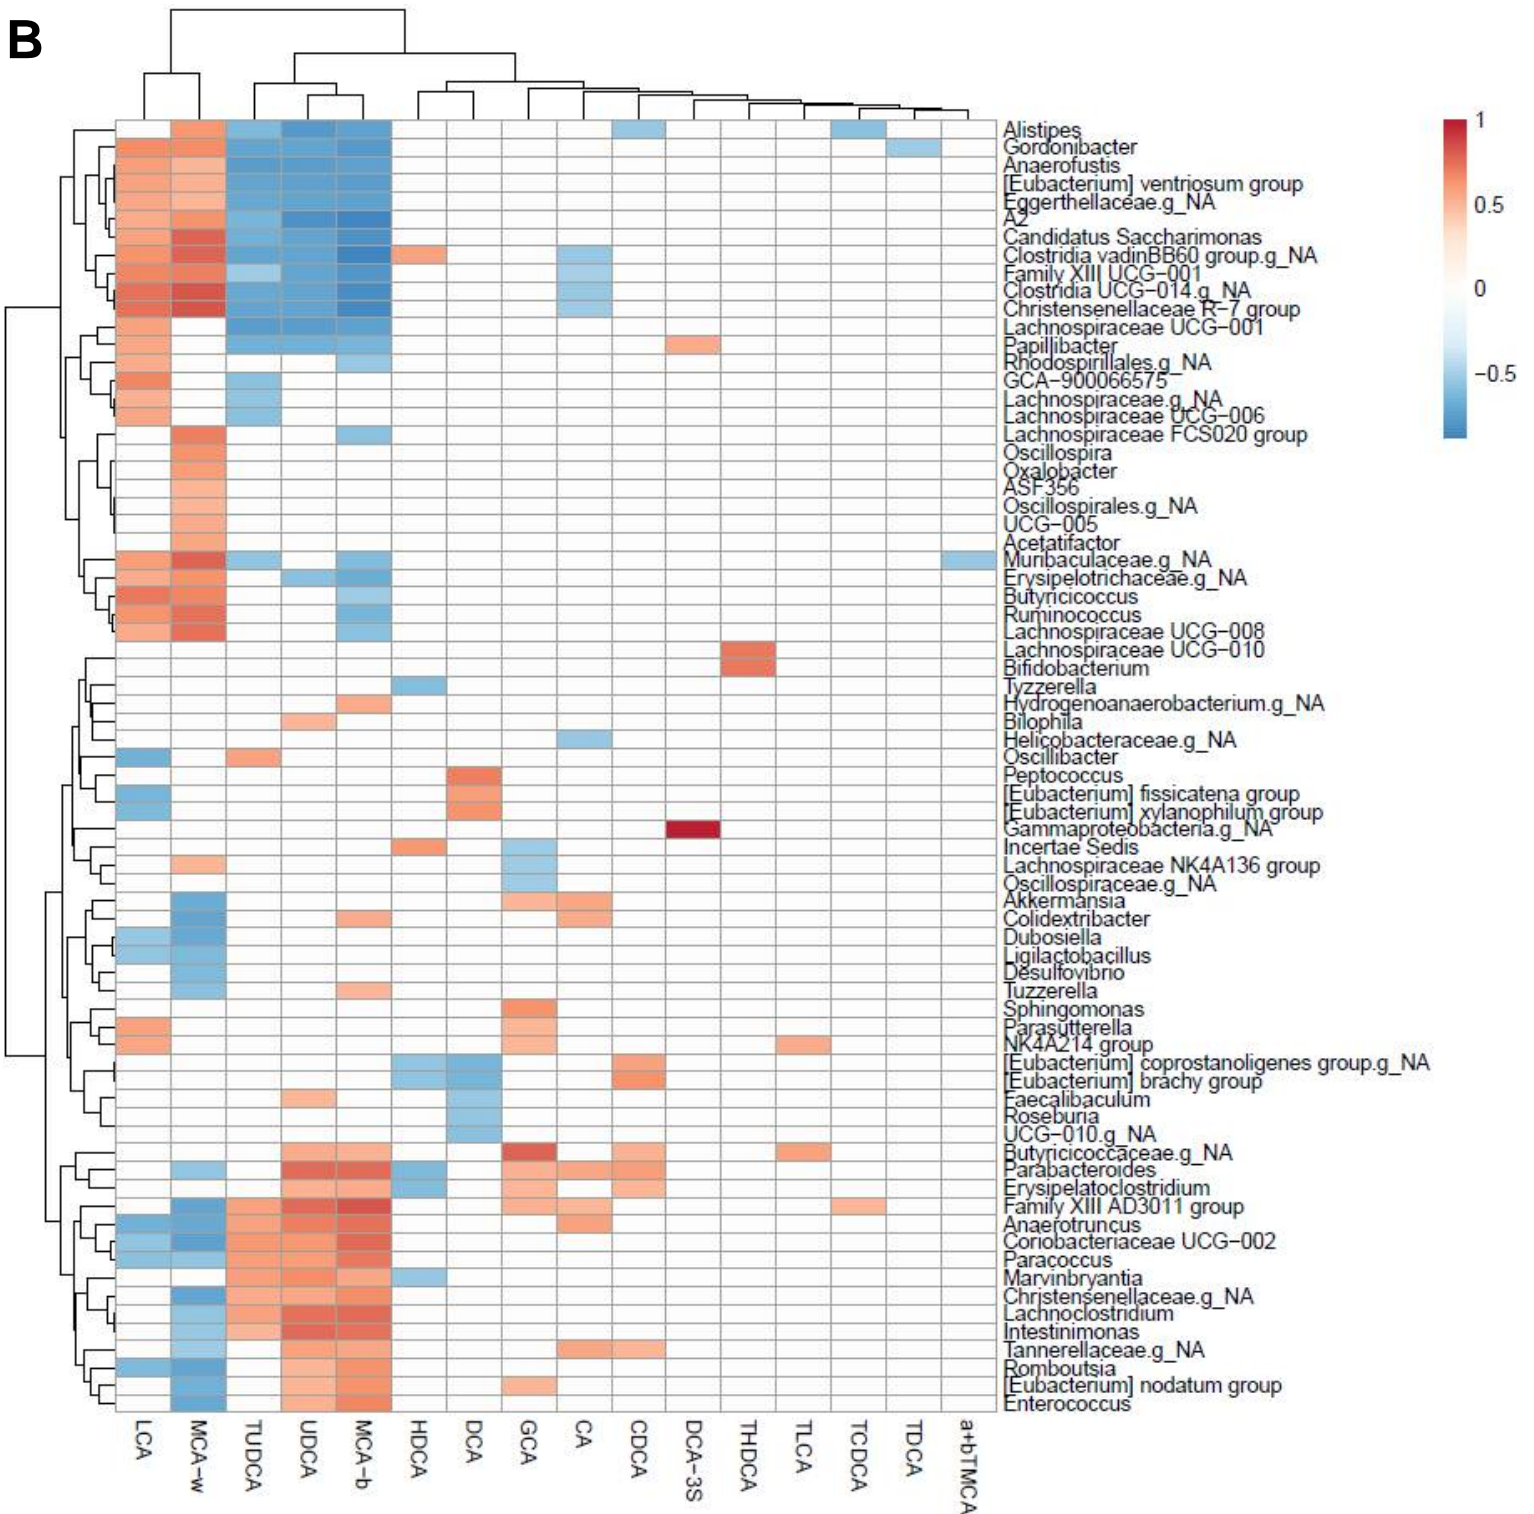 B
Alistipes
Gordonibacter
Anaerofustis
[Eubacterium] ventriosum group
Eggerthellaceae.g_NA
A2
Candidatus Saccharimonas
Clostridia vadinBB60 group.g_NA
Family XIII UCG−001
Clostridia UCG−014.g_NA
Christensenellaceae R−7 group
Lachnospiraceae UCG−001
Papillibacter
Rhodospirillales.g_NA
GCA−900066575
Lachnospiraceae.g_NA
Lachnospiraceae UCG−006
Lachnospiraceae FCS020 group
Oscillospira
Oxalobacter
ASF356
Oscillospirales.g_NA
UCG−005
Acetatifactor
Muribaculaceae.g_NA
Erysipelotrichaceae.g_NA
Butyricicoccus
Ruminococcus
Lachnospiraceae UCG−008
Lachnospiraceae UCG−010
Bifidobacterium
Tyzzerella
Hydrogenoanaerobacterium.g_NA
Bilophila
Helicobacteraceae.g_NA
Oscillibacter
Peptococcus
[Eubacterium] fissicatena group
[Eubacterium] xylanophilum group
Gammaproteobacteria.g_NA
Incertae Sedis
Lachnospiraceae NK4A136 group
Oscillospiraceae.g_NA
Akkermansia
Colidextribacter
Dubosiella
Ligilactobacillus
Desulfovibrio
Tuzzerella
Sphingomonas
Parasutterella
NK4A214 group
[Eubacterium] coprostanoligenes group.g_NA
[Eubacterium] brachy group
Faecalibaculum
Roseburia
UCG−010.g_NA
Butyricicoccaceae.g_NA
Parabacteroides
Erysipelatoclostridium
Family XIII AD3011 group
Anaerotruncus
Coriobacteriaceae UCG−002
Paracoccus
Marvinbryantia
Christensenellaceae.g_NA
Lachnoclostridium
Intestinimonas
Tannerellaceae.g_NA
Romboutsia
[Eubacterium] nodatum group
Enterococcus
1
0.5
0
−0.5
LCA
MCA−w
TUDCA
UDCA
MCA−b
HDCA
DCA
GCA
CA
CDCA
DCA−3S
THDCA
TLCA
TCDCA
TDCA
a+bTMCA